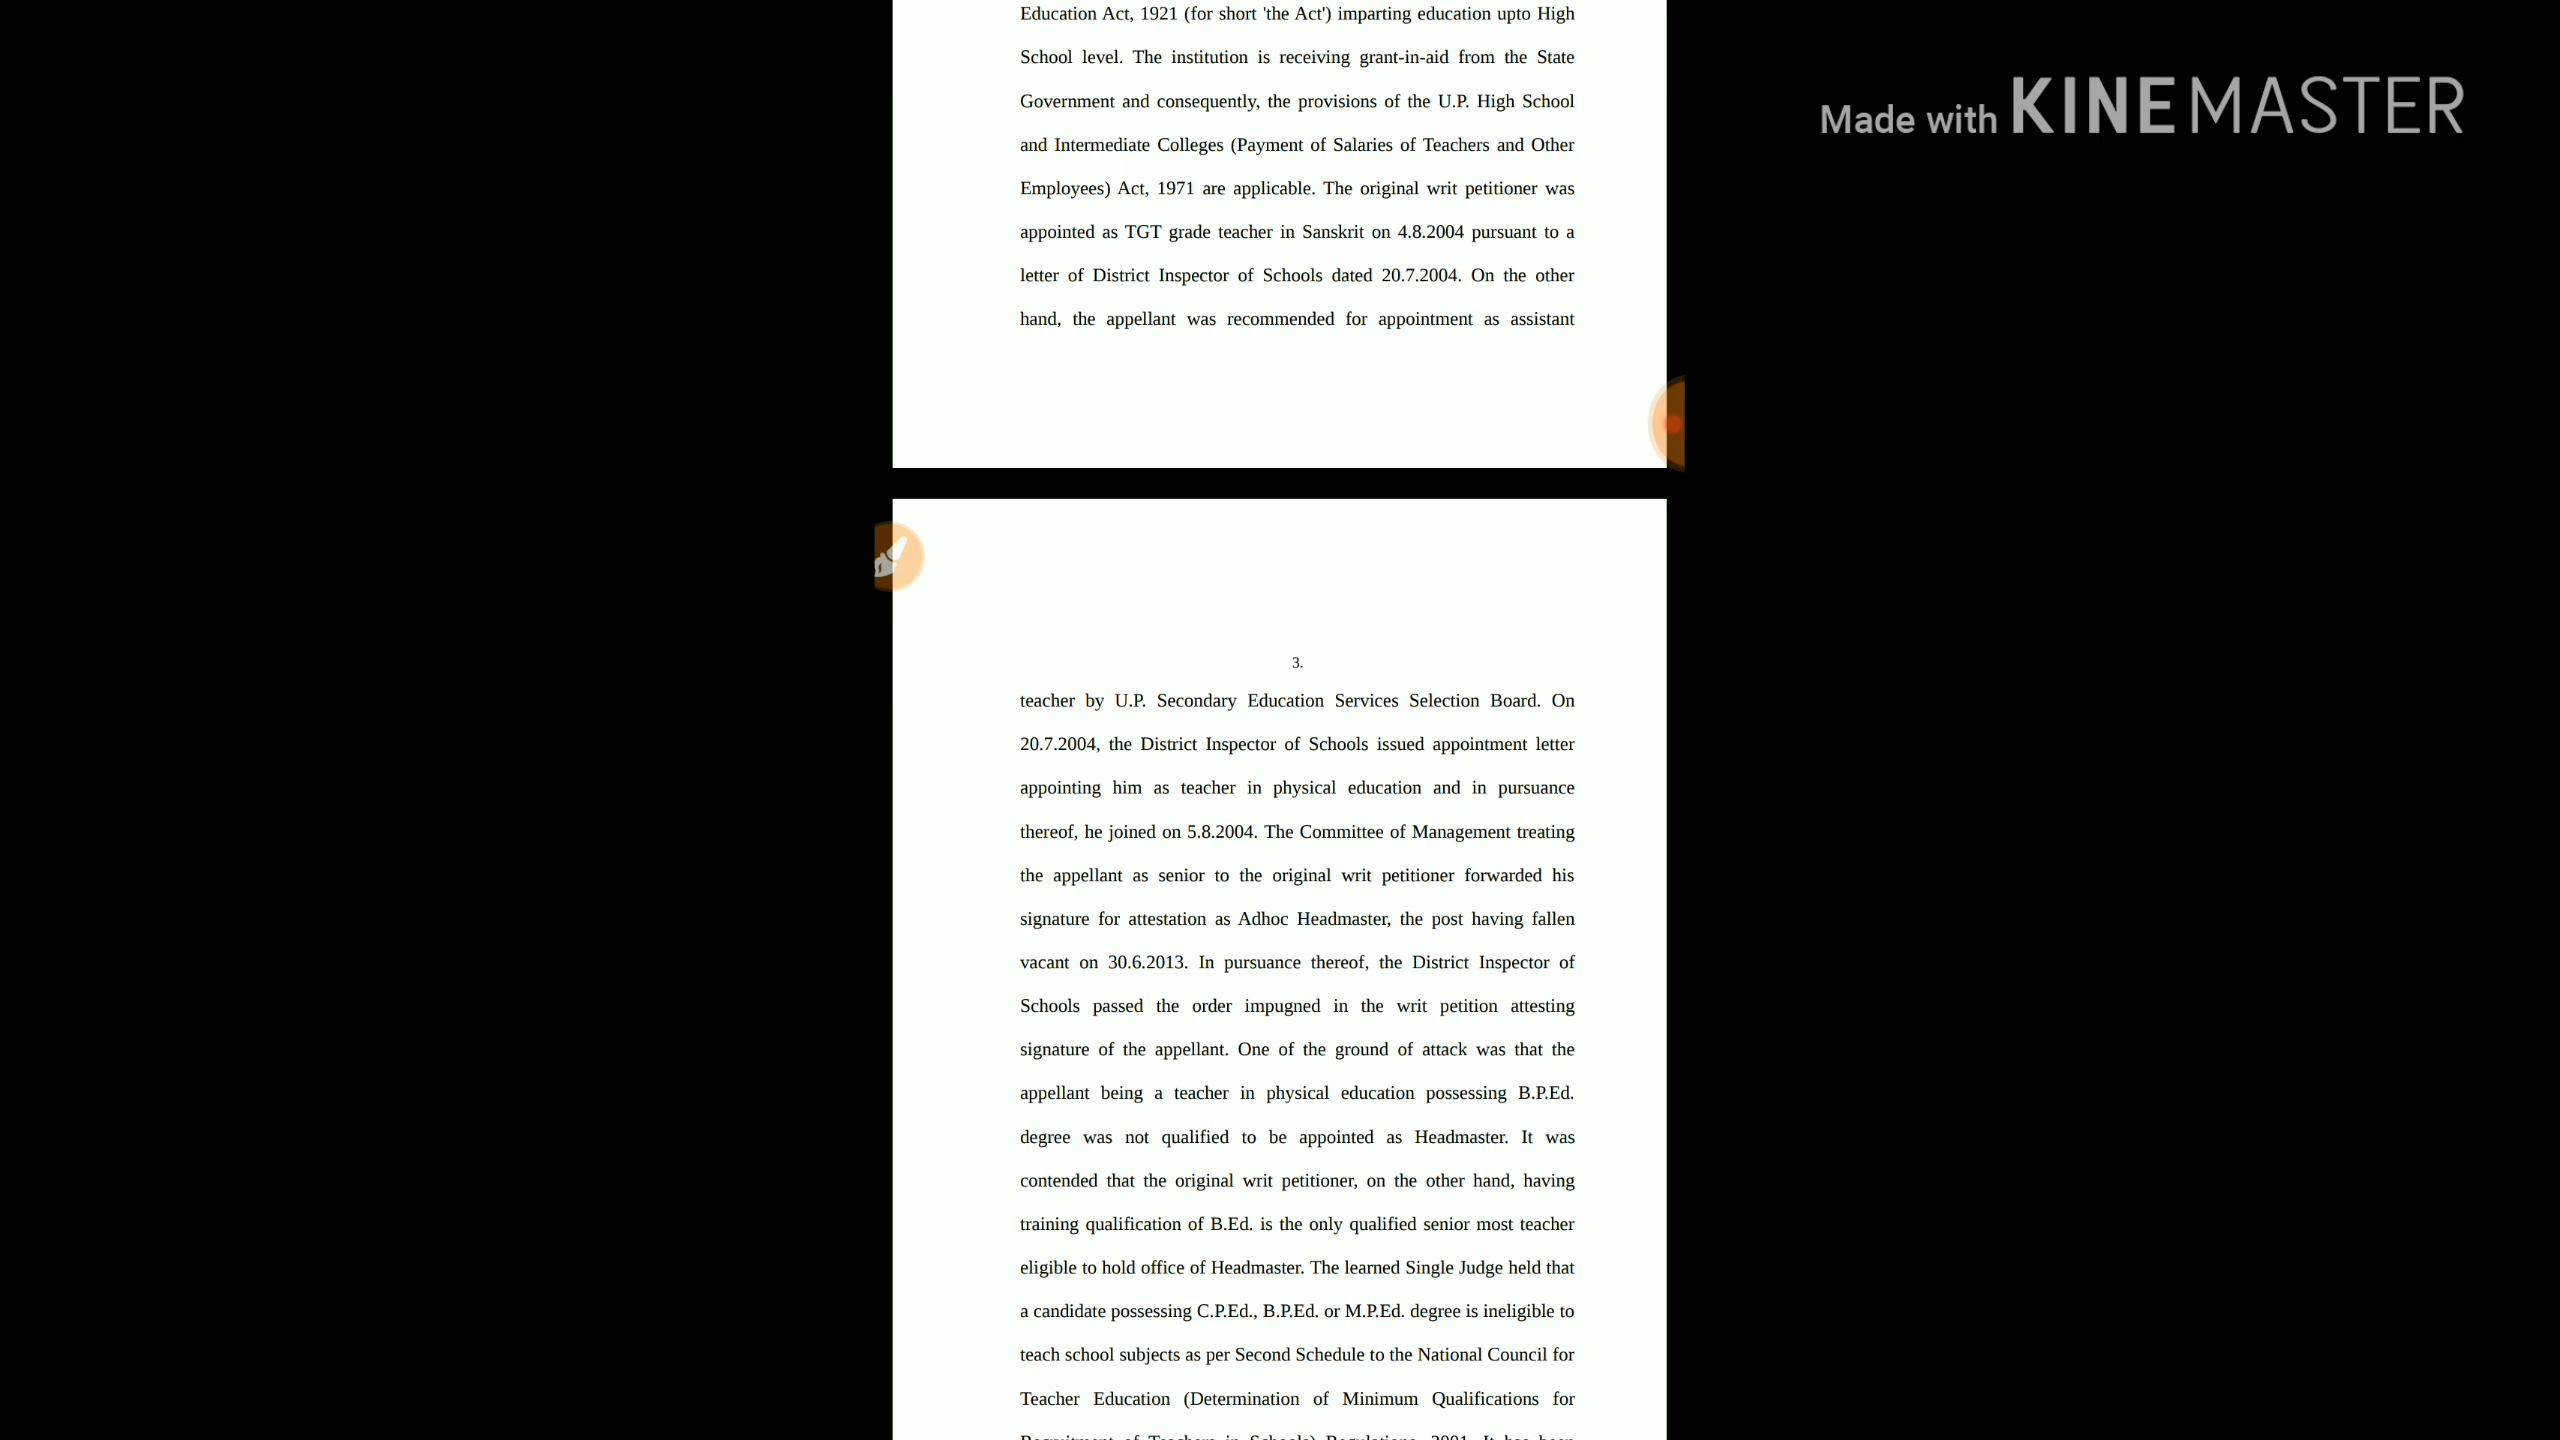 Education Act, 1921 (for short 'the Act') imparting education upto High
School level. The institution is receiving grant-in-aid from the State
Government and consequently, the provisions of the U.P. High School
and Intermediate Colleges (Payment of Salaries of Teachers and Other
Employees) Act, 1971 are applicable. The original writ petitioner was
appointed as TGT grade teacher in Sanskrit on 4.8.2004 pursuant to a
letter of District Inspector of Schools dated 20.7.2004. On the other
hand, the appellant was recommended for appointment as assistant
Made with KINEMASTER
3.
teacher by U.P. Secondary Education Services Selection Board. On
20.7.2004, the District Inspector of Schools issued appointment letter
appointing him as teacher in physical education and in pursuance
thereof, he joined on 5.8.2004. The Committee of Management treating
the appellant as senior to the original writ petitioner forwarded his
signature for attestation as Adhoc Headmaster, the post having fallen
vacant on 30.6.2013. In pursuance thereof, the District Inspector of
Schools passed the order impugned in the writ petition attesting
signature of the appellant. One of the ground of attack was that the
appellant being a teacher in physical education possessing B.P.Ed.
degree was not qualified to be appointed as Headmaster. It was
contended that the original writ petitioner, on the other hand, having
training qualification of B.Ed. is the only qualified senior most teacher
eligible to hold office of Headmaster. The learned Single Judge held that
a candidate possessing C.P.Ed., B.P.Ed. or M.P.Ed. degree is ineligible to
teach school subjects as per Second Schedule to the National Council for
Teacher Education (Determination of Minimum Qualifications for
Recruitment of Teachers in Schools) Regulations, 2001. It has been